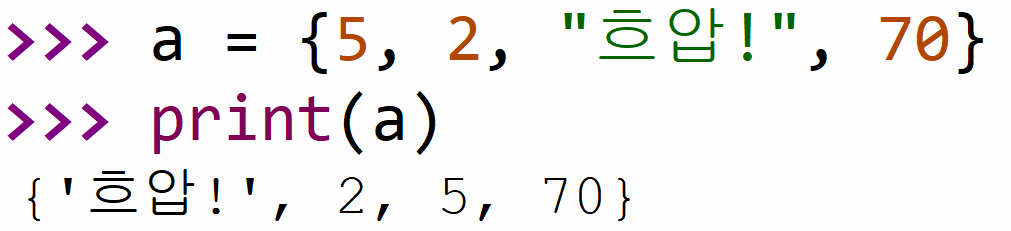 >>> a = {5, 2, "흐압!", 70}
>>> print(a)
{'흐압!', 2, 5, 70}